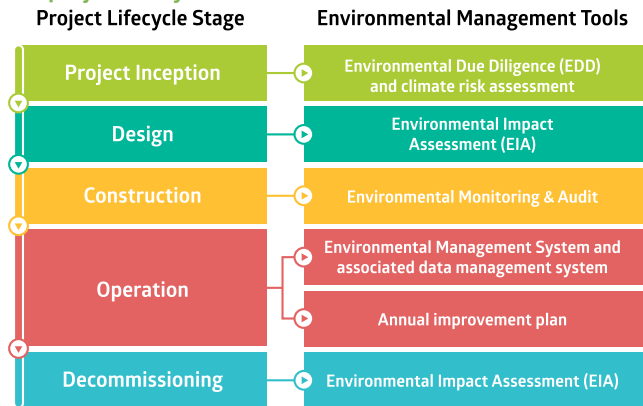 Project Lifecycle Stage
Environmental Management Tools
Project Inception
Environmental Due Diligence (EDD)
and climate risk assessment
Design
Environmental Impact
Assessment (EIA)
Construction
Environmental Monitoring & Audit
Operation
Environmental Management System and
associated data management system
Annual improvement plan
Decommissioning
Environmental Impact Assessment (EIA)